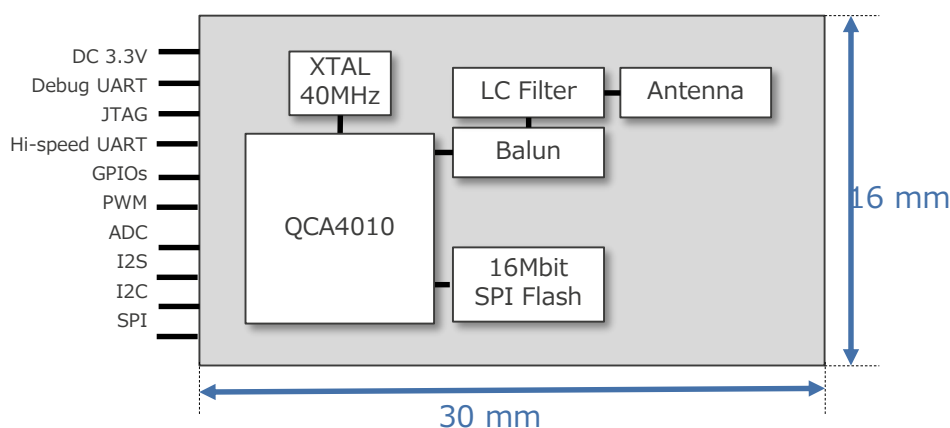 DC 3.3V
Debug UART
JTAG
Hi-speed UART
GPIOs
PWM
ADC
I2S
I2C
SPI
XTAL
40MHz
LC Filter
Antenna
Balun
QCA4010
16Mbit
SPI Flash
16 mm
30 mm